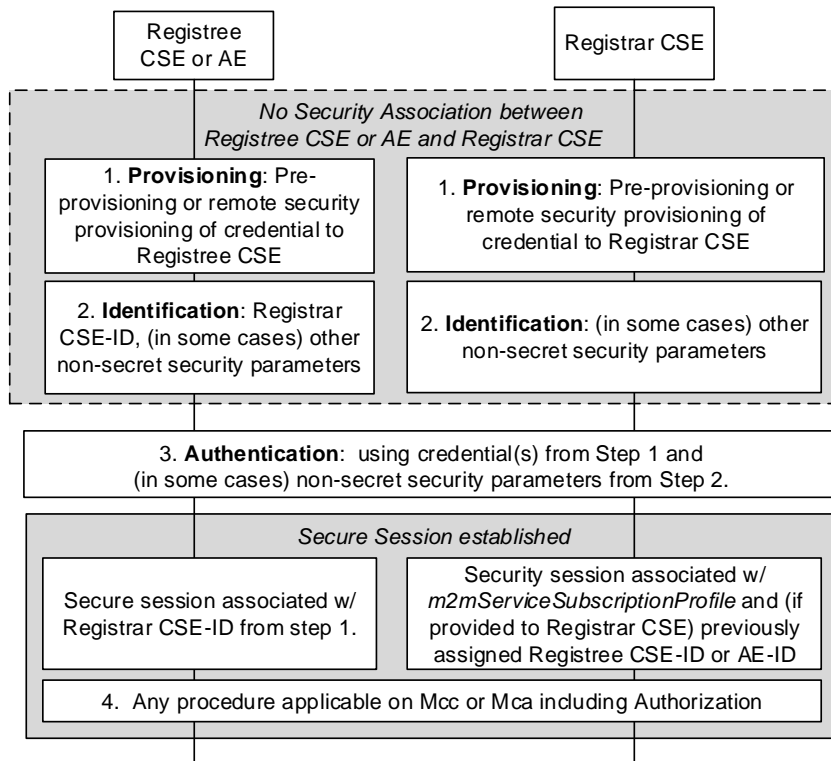 Registree
CSE or AE
Registrar CSE
No Security Association between
Registree CSE or AE and Registrar CSE
1. Provisioning: Pre-
provisioning or remote security
provisioning of credential to
Registree CSE
1. Provisioning: Pre-provisioning or
remote security provisioning of
credential to Registrar CSE
2. Identification: Registrar
CSE-ID, (in some cases) other
non-secret security parameters
2. Identification: (in some cases) other
non-secret security parameters
3. Authentication: using credential(s) from Step 1 and
(in some cases) non-secret security parameters from Step 2.
Secure Session established
Secure session associated w/
Registrar CSE-ID from step 1.
Security session associated w/
m2mServiceSubscriptionProfile and (if
provided to Registrar CSE) previously
assigned Registree CSE-ID or AE-ID
4. Any procedure applicable on Mcc or Mca including Authorization